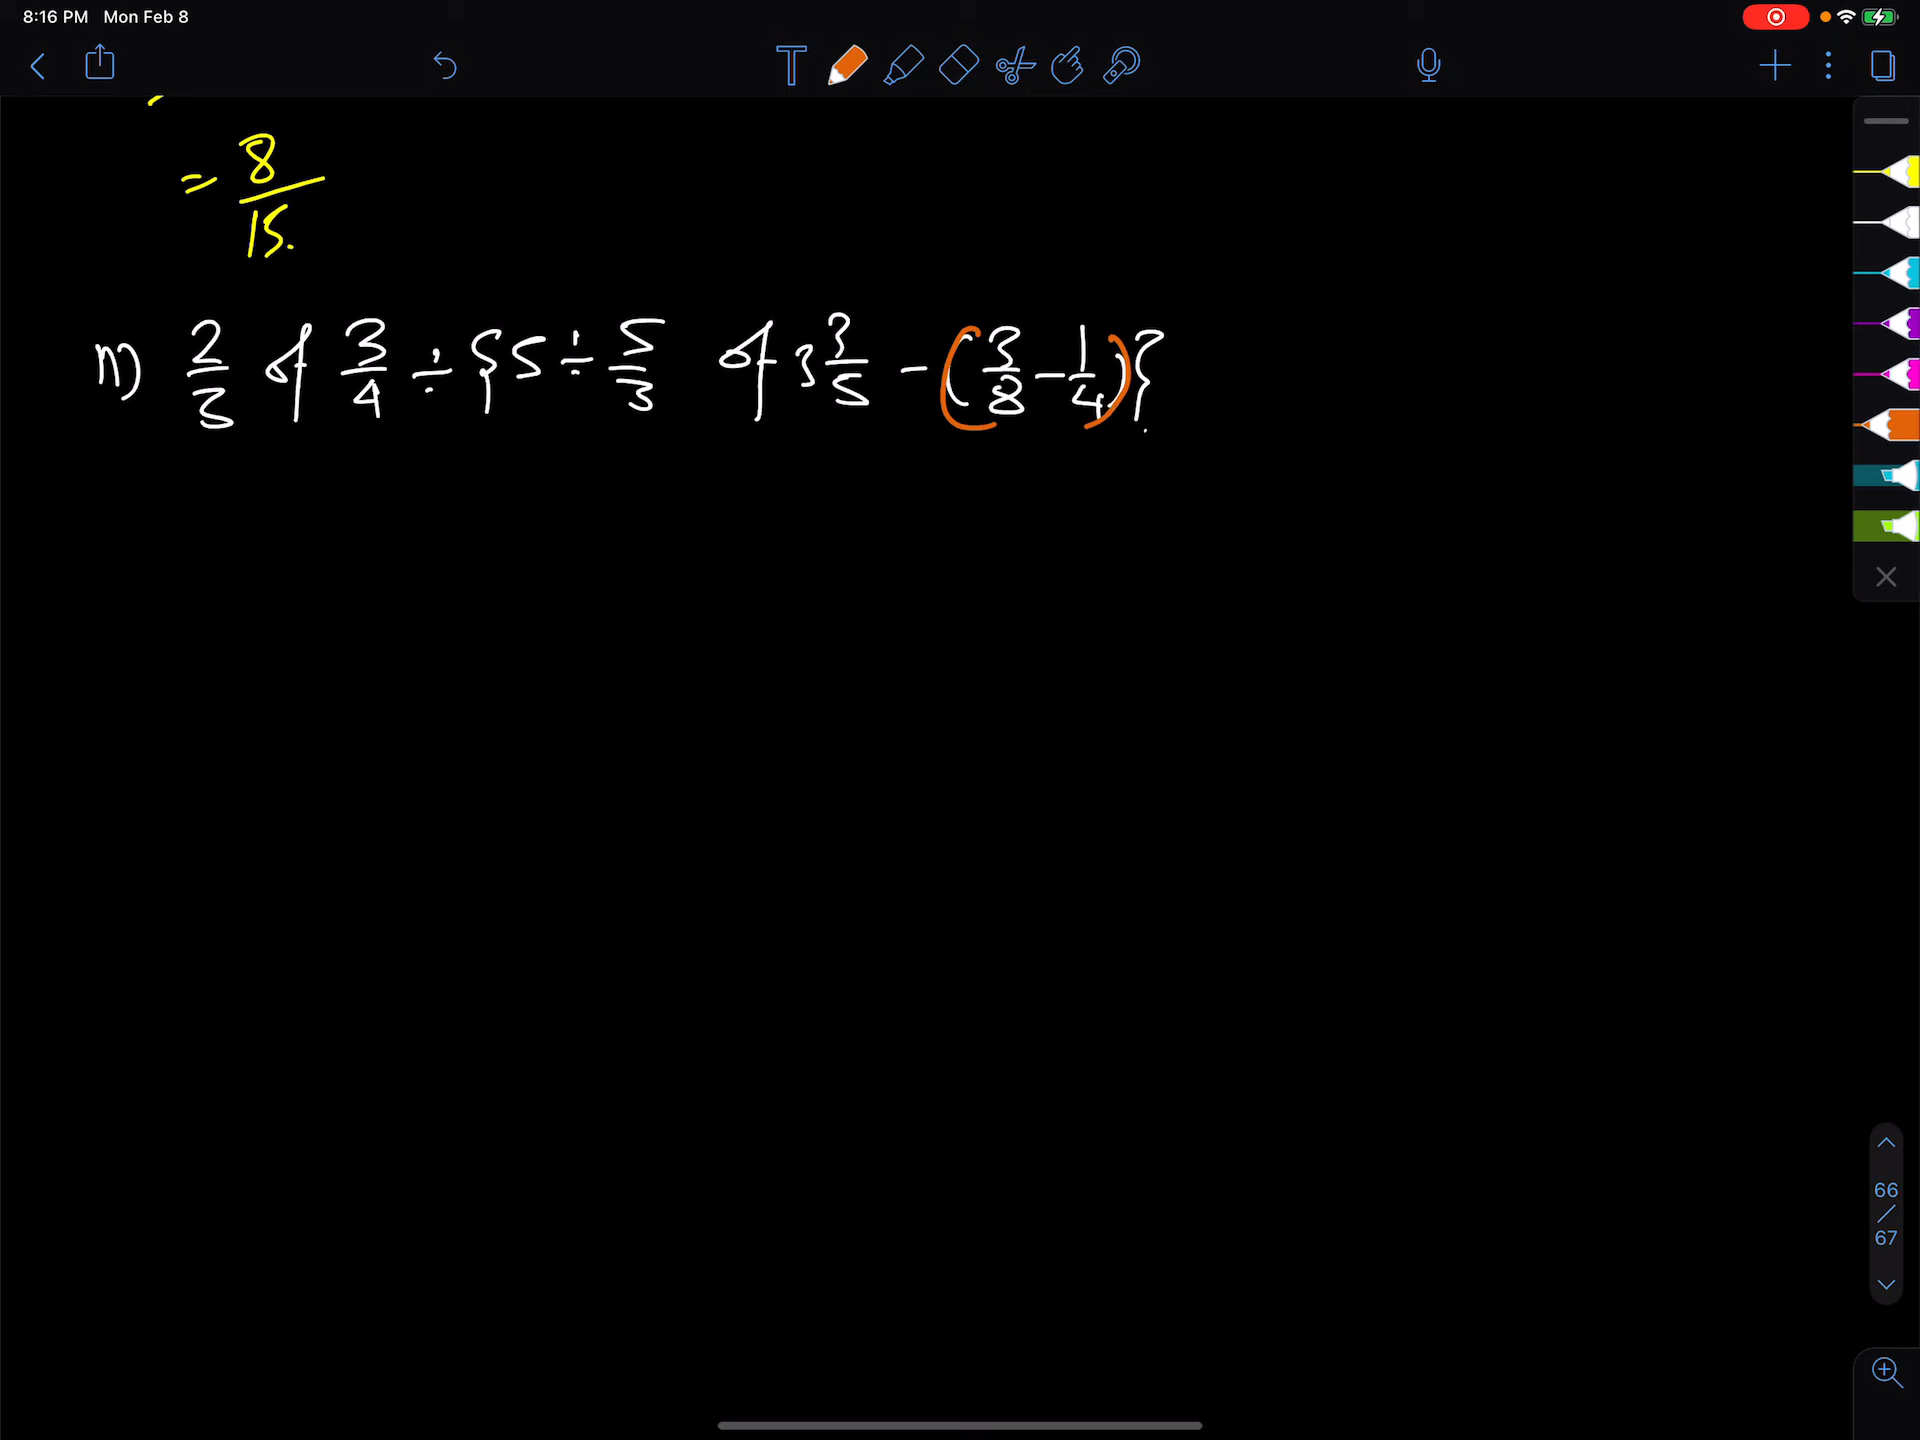 8:16 PM Mon Feb 8
= 8/15.
n) 2/3 of 3/4 ÷ {5 ÷ 5/3 of 3 3/5 - (3/8 - 1/4)}
66
/
67